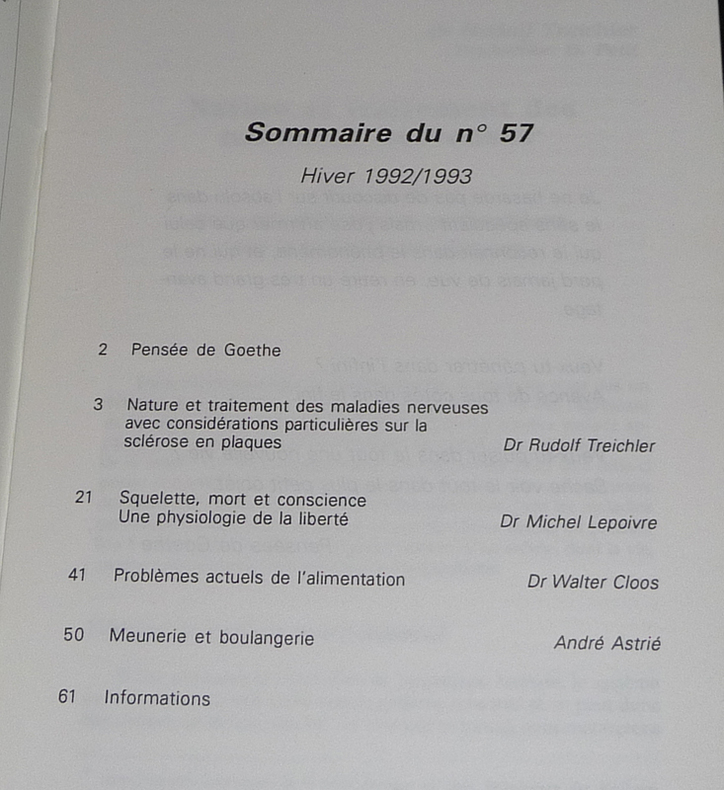 Sommaire du n° 57
Hiver 1992/1993
2 Pensée de Goethe
3 Nature et traitement des maladies nerveuses
avec considérations particulières sur la
sclérose en plaques Dr Rudolf Treichler
21 Squelette, mort et conscience
Une physiologie de la liberté Dr Michel Lepoivre
41 Problèmes actuels de l'alimentation Dr Walter Cloos
50 Meunerie et boulangerie André Astrié
61 Informations